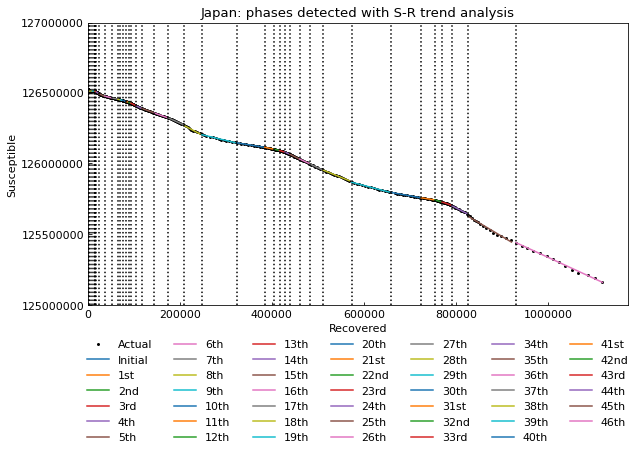 Japan: phases detected with S-R trend analysis
127000000
126500000
126000000
125500000
125000000
Susceptible
0 200000 400000 600000 800000 1000000
Recovered
Actual 6th 13th 20th 27th 34th 41st
Initial 7th 14th 21st 28th 35th 42nd
1st 8th 15th 22nd 29th 36th 43rd
2nd 9th 16th 23rd 30th 37th 44th
3rd 10th 17th 24th 31st 38th 45th
4th 11th 18th 25th 32nd 39th 46th
5th 12th 19th 26th 33rd 40th